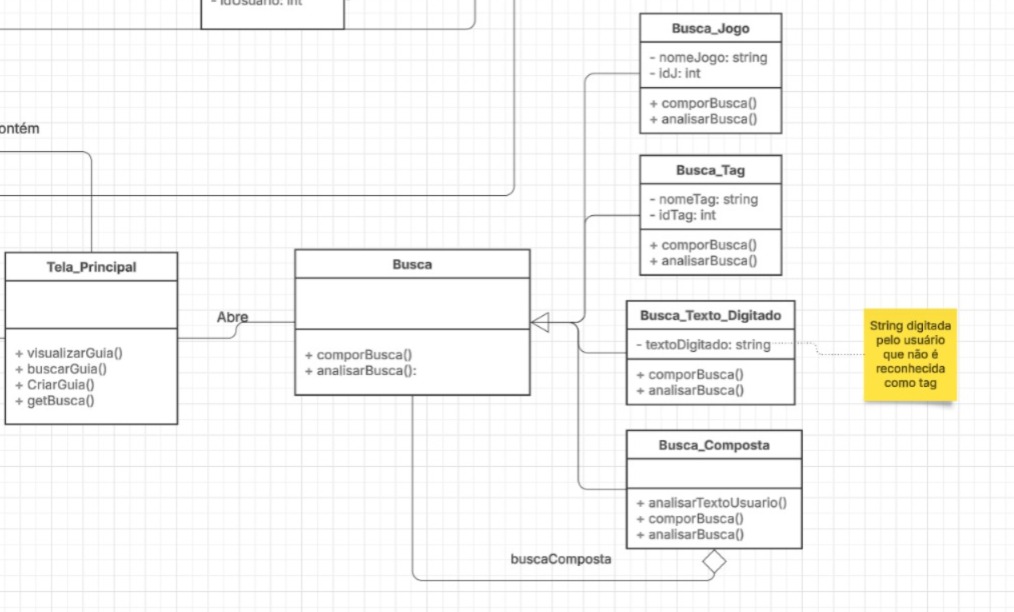 - idUsuario: int
ontém
Tela_Principal
+ visualizarGuia()
+ buscarGuia()
+ CriarGuia()
+ getBusca()
Abre
Busca
+ comporBusca()
+ analisarBusca():
Busca_Jogo
- nomeJogo: string
- idJ: int
+ comporBusca()
+ analisarBusca()
Busca_Tag
- nomeTag: string
- idTag: int
+ comporBusca()
+ analisarBusca()
Busca_Texto_Digitado
- textoDigitado: string
+ comporBusca()
+ analisarBusca()
String digitada
pelo usuário
que não é
reconhecida
como tag
Busca_Composta
+ analisarTextoUsuario()
+ comporBusca()
+ analisarBusca()
buscaComposta